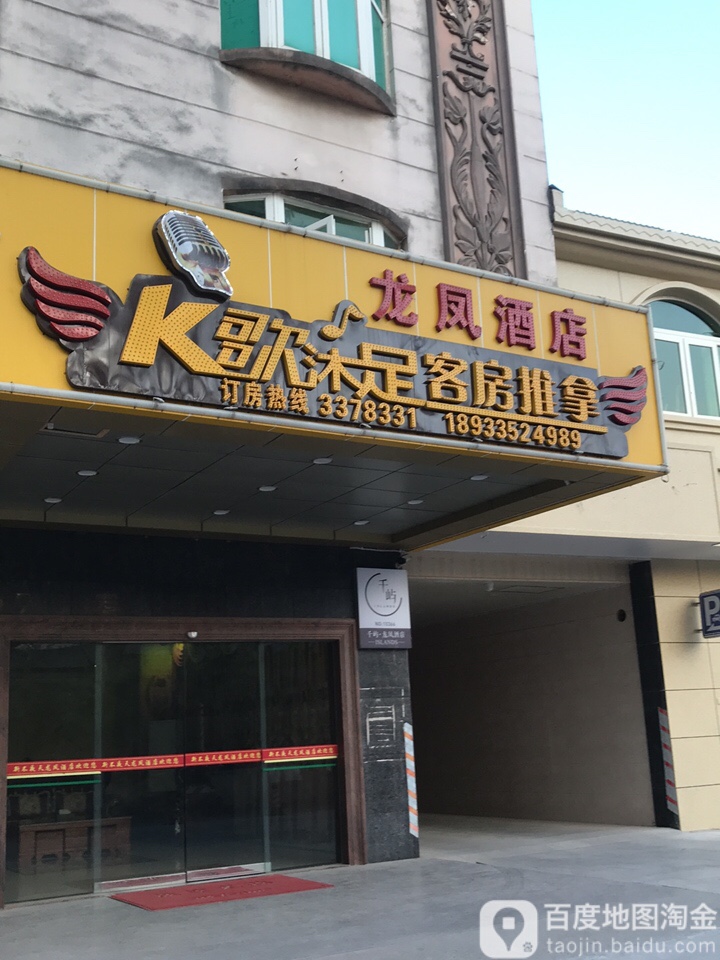 龙凤酒店
K歌沐足客房推拿
订房热线 3378331 18933524989
千屿
千屿·龙凤酒店
ISLANDS
P
百度地图淘金
taojin.baidu.com